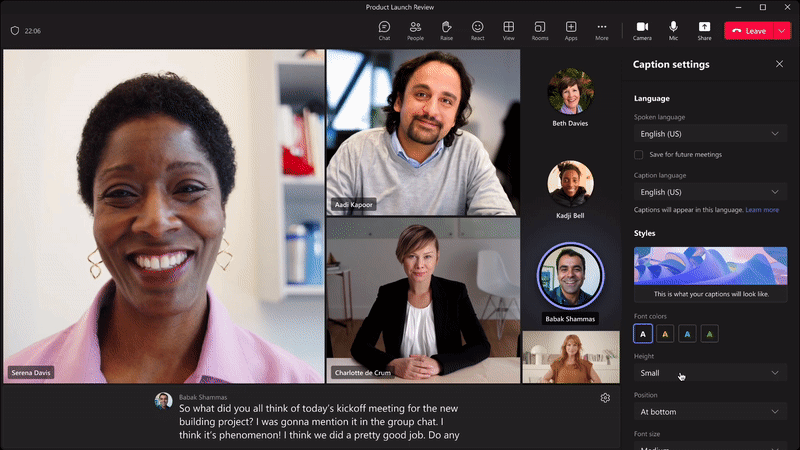 Product Launch Review
22:06
Chat
People
Raise
React
View
Rooms
Apps
More
Camera
Mic
Share
Leave
Serena Davis
Aadi Kapoor
Charlotte de Crum
Beth Davies
Kadji Bell
Babak Shammas
Babak Shammas
So what did you all think of today's kickoff meeting for the new
building project? I was gonna mention it in the group chat. I
think it's phenomenon! I think we did a pretty good job. Do any
Caption settings
Language
Spoken language
English (US)
Save for future meetings
Caption language
English (US)
Captions will appear in this language. Learn more
Styles
This is what your captions will look like.
Font colors
A A A A
Height
Small
Position
At bottom
Font size
Medium